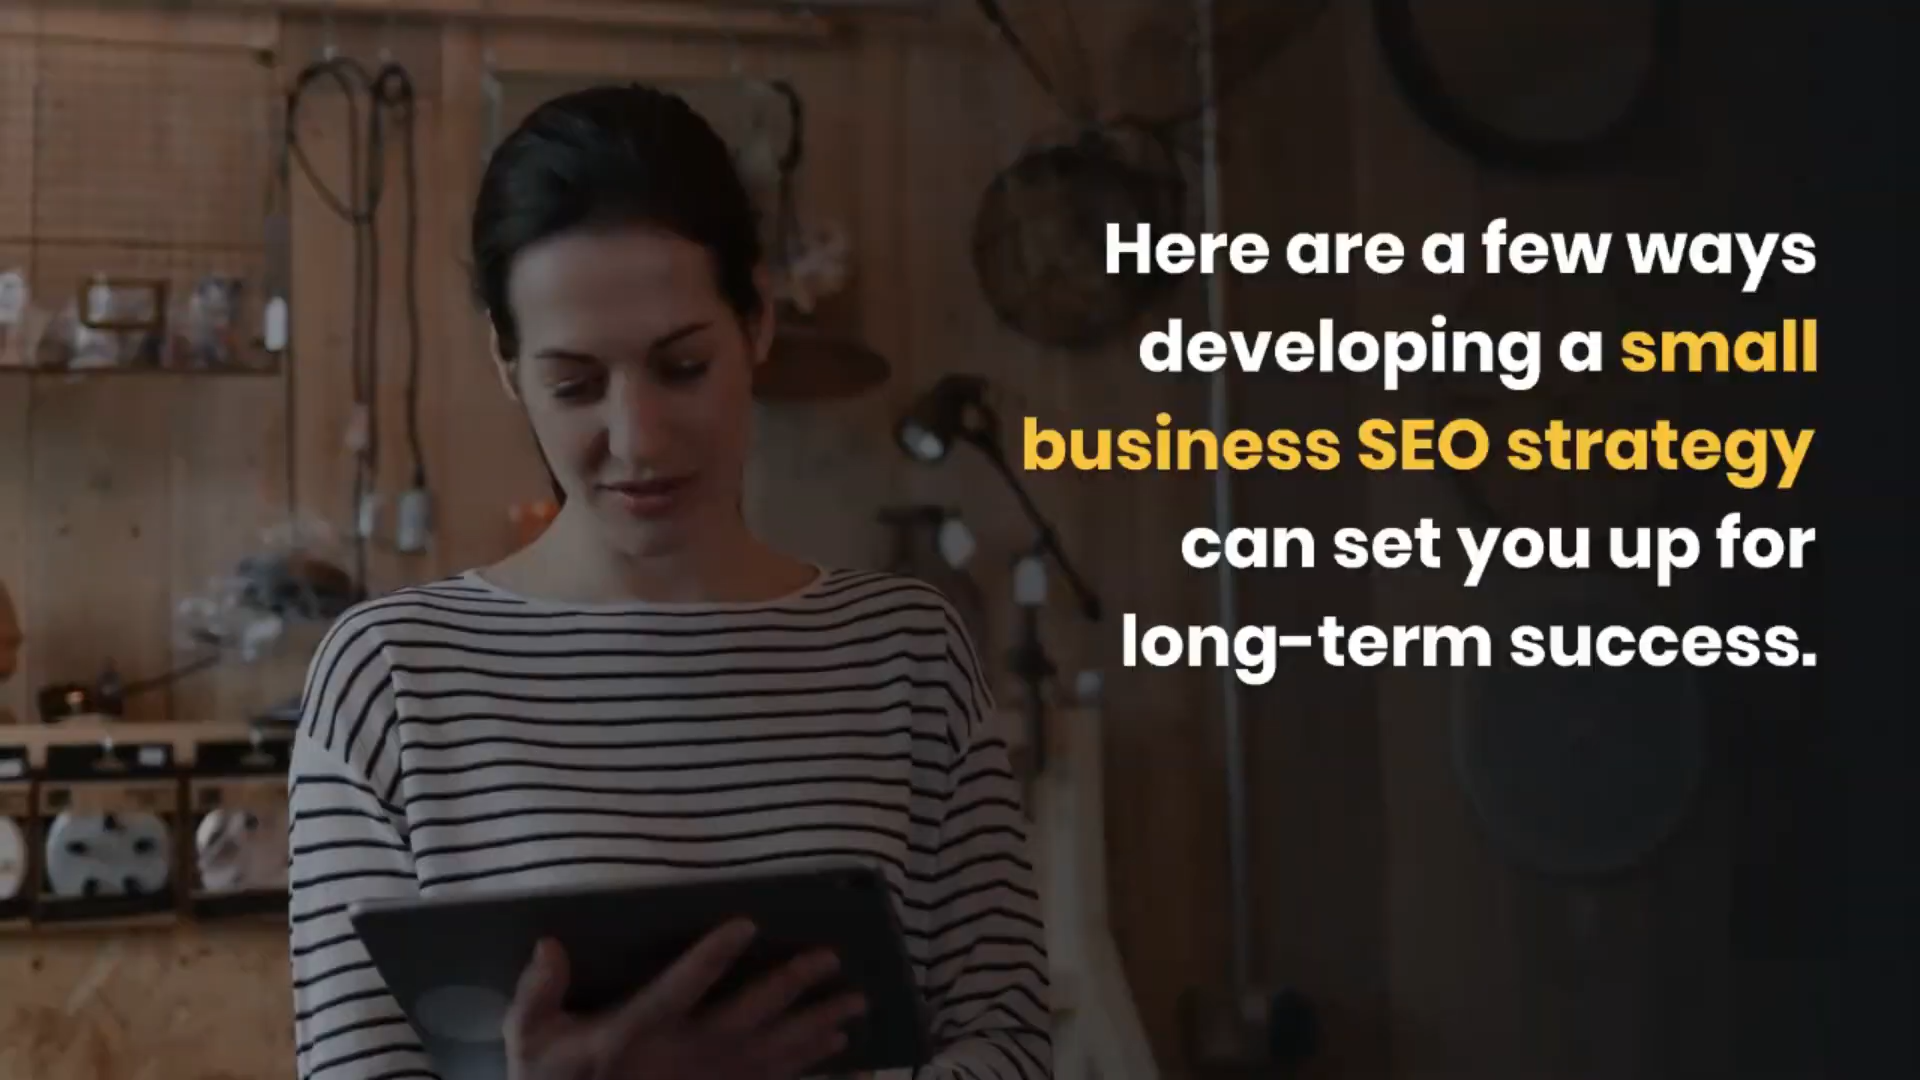 Here are a few ways
developing a small
business SEO strategy
can set you up for
long-term success.